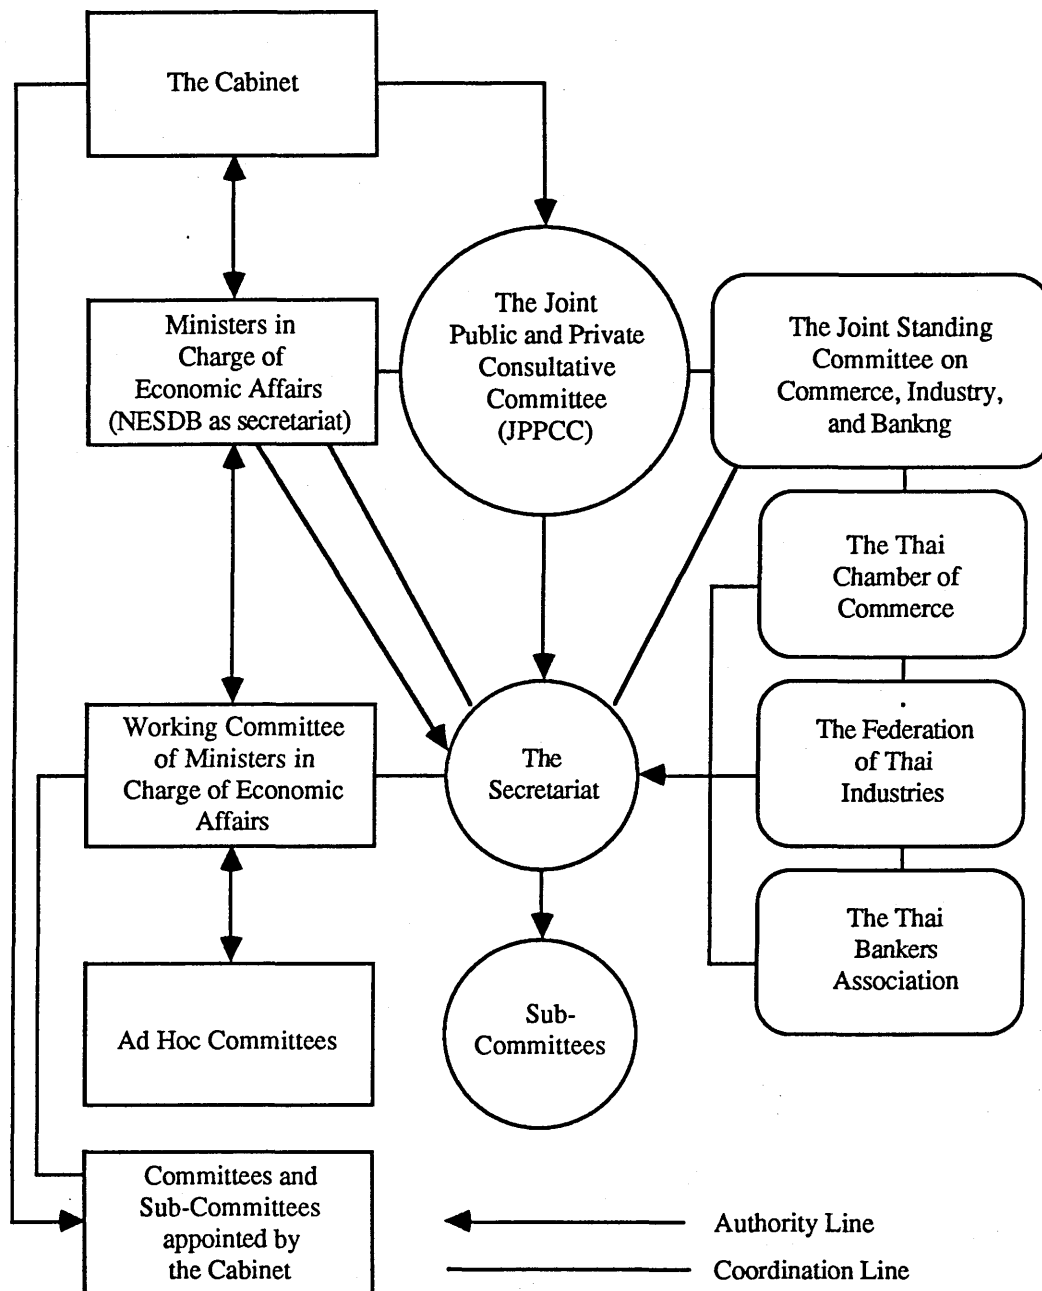 The Cabinet
Ministers in
Charge of
Economic Affairs
(NESDB as secretariat)
The Joint
Public and Private
Consultative
Committee
(JPPCC)
The Joint Standing
Committee on
Commerce, Industry,
and Bankng
The Thai
Chamber of
Commerce
Working Committee
of Ministers in
Charge of Economic
Affairs
The
Secretariat
The Federation
of Thai
Industries
The Thai
Bankers
Association
Ad Hoc Committees
Sub-
Committees
Committees and
Sub-Committees
appointed by
the Cabinet
Authority Line
Coordination Line